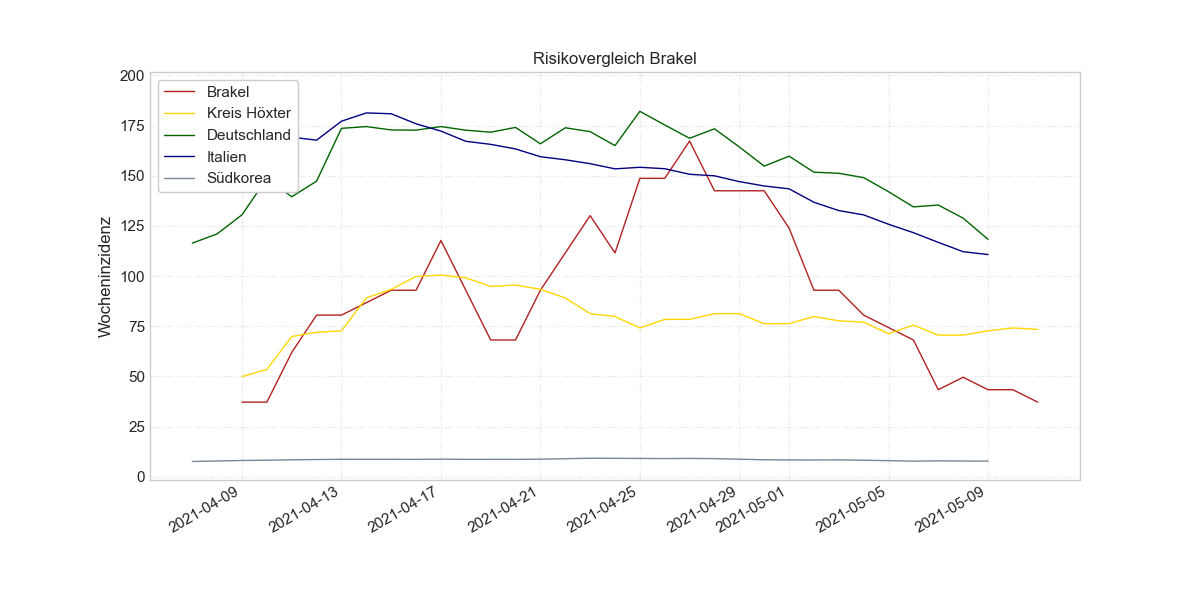 Risikovergleich Brakel
Wocheninzidenz
200
175
150
125
100
75
50
25
0
Brakel
Kreis Höxter
Deutschland
Italien
Südkorea
2021-04-09
2021-04-13
2021-04-17
2021-04-21
2021-04-25
2021-04-29
2021-05-01
2021-05-05
2021-05-09